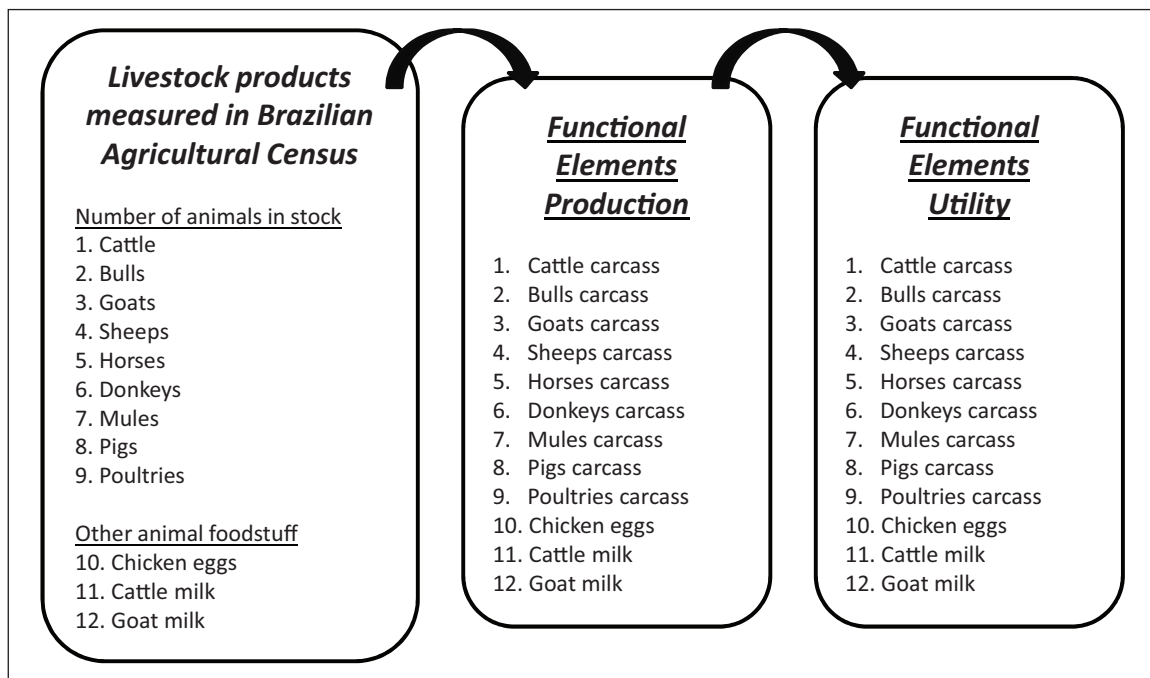 Livestock products
measured in Brazilian
Agricultural Census
Number of animals in stock
1. Cattle
2. Bulls
3. Goats
4. Sheeps
5. Horses
6. Donkeys
7. Mules
8. Pigs
9. Poultries
Other animal foodstuff
10. Chicken eggs
11. Cattle milk
12. Goat milk
Functional
Elements
Production
1. Cattle carcass
2. Bulls carcass
3. Goats carcass
4. Sheeps carcass
5. Horses carcass
6. Donkeys carcass
7. Mules carcass
8. Pigs carcass
9. Poultries carcass
10. Chicken eggs
11. Cattle milk
12. Goat milk
Functional
Elements
Utility
1. Cattle carcass
2. Bulls carcass
3. Goats carcass
4. Sheeps carcass
5. Horses carcass
6. Donkeys carcass
7. Mules carcass
8. Pigs carcass
9. Poultries carcass
10. Chicken eggs
11. Cattle milk
12. Goat milk